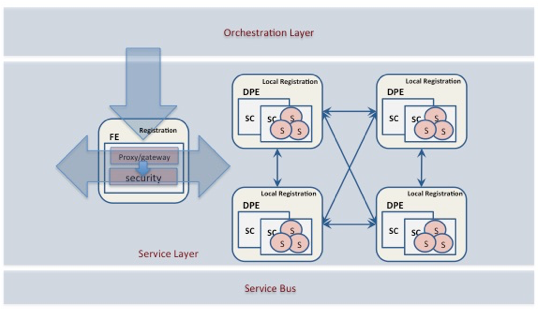 Orchestration Layer
Registration
FE
Proxy/gateway
security
Service Layer
Local Registration
DPE
SC
SC
S
S
S
Local Registration
DPE
SC
SC
S
S
S
Local Registration
DPE
SC
SC
S
S
S
Local Registration
DPE
SC
SC
S
S
S
Service Bus